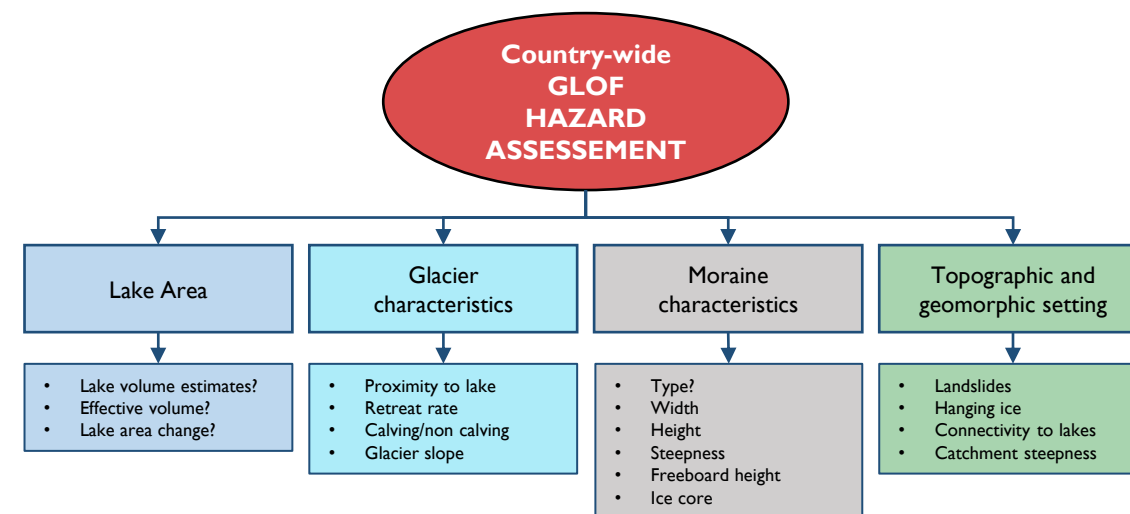 Country-wide
GLOF
HAZARD
ASSESSEMENT
Lake Area
Glacier
characteristics
Moraine
characteristics
Topographic and
geomorphic setting
• Lake volume estimates?
• Effective volume?
• Lake area change?
• Proximity to lake
• Retreat rate
• Calving/non calving
• Glacier slope
• Type?
• Width
• Height
• Steepness
• Freeboard height
• Ice core
• Landslides
• Hanging ice
• Connectivity to lakes
• Catchment steepness